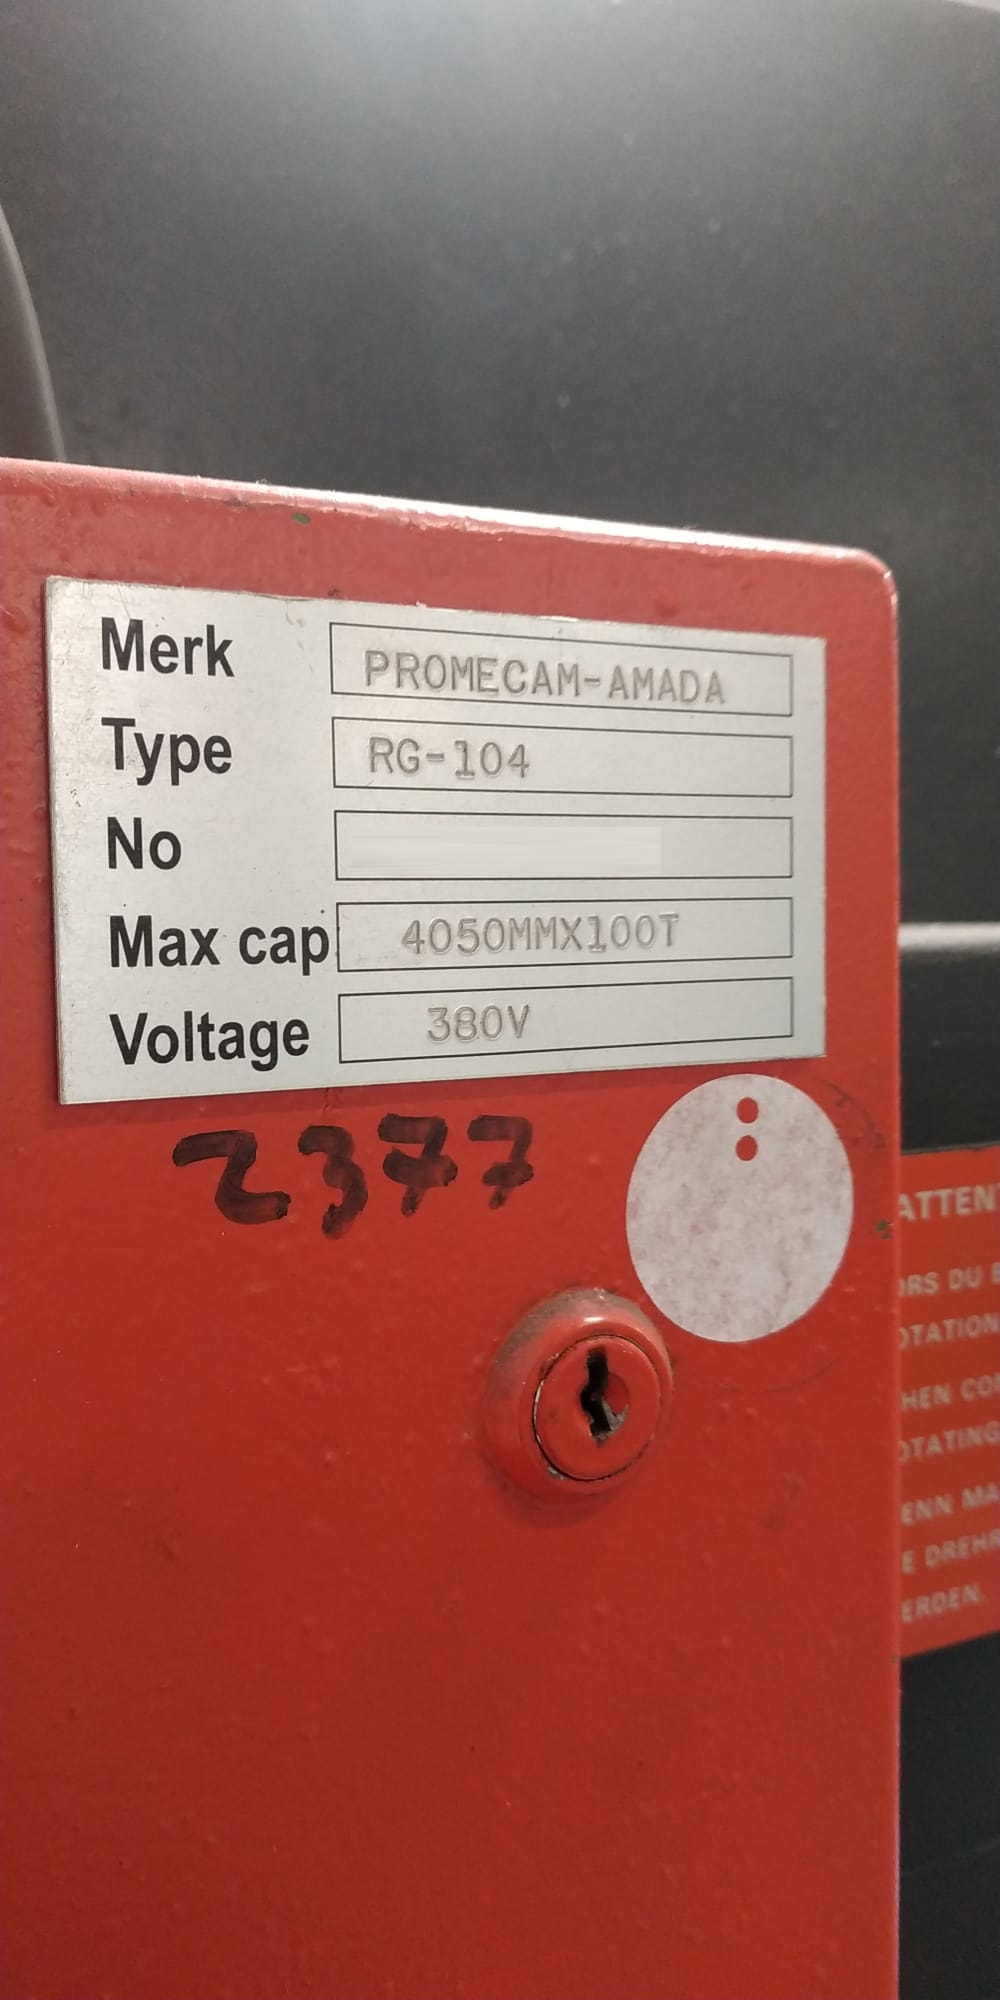 Merk PROMECAM-AMADA
Type RG-104
No
Max cap 4050MMX100T
Voltage 380V
2377
ATTEN
ORS DU
OTATION
HEN CO
OTATING
ENN MA
E DREH
ERDEN.